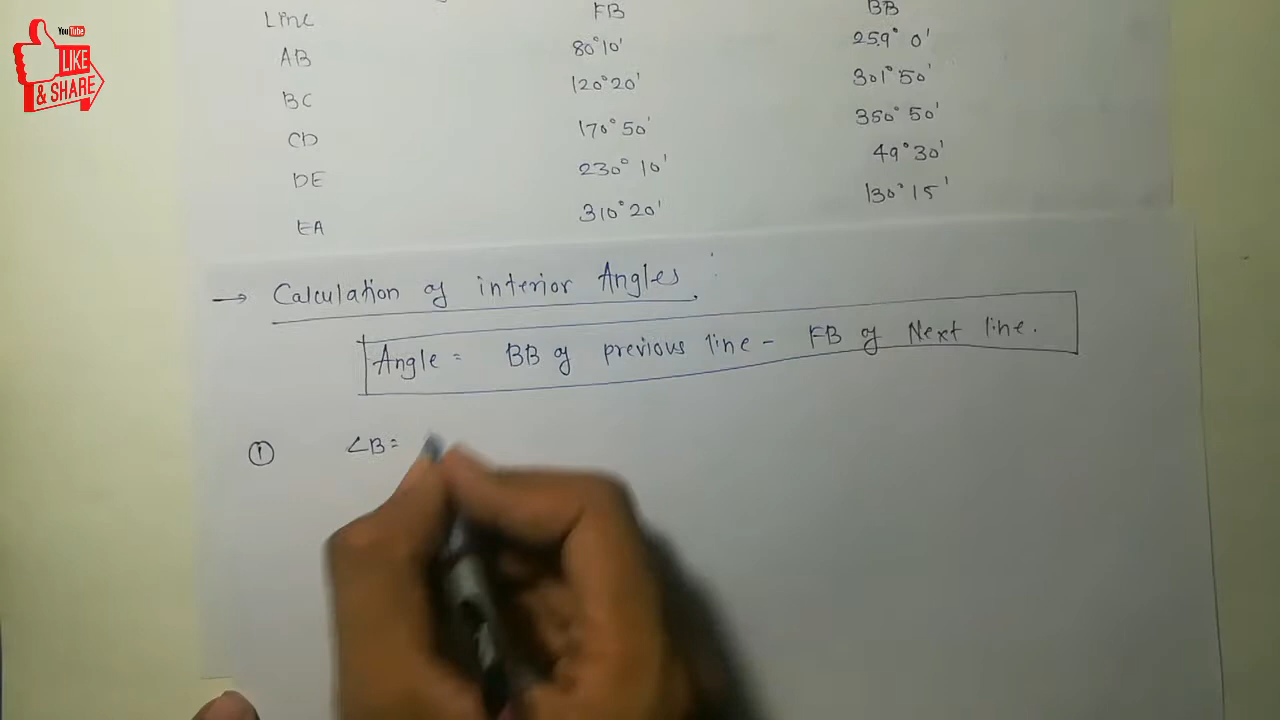 YouTube
LIKE
& SHARE
Line FB BB
AB 80°10' 259° 0'
BC 120°20' 301°50'
CD 170°50' 350°50'
DE 230°10' 49°30'
EA 310°20' 130°15'
→ Calculation of interior Angles :
Angle = BB of previous line - FB of Next line.
① ∠B=